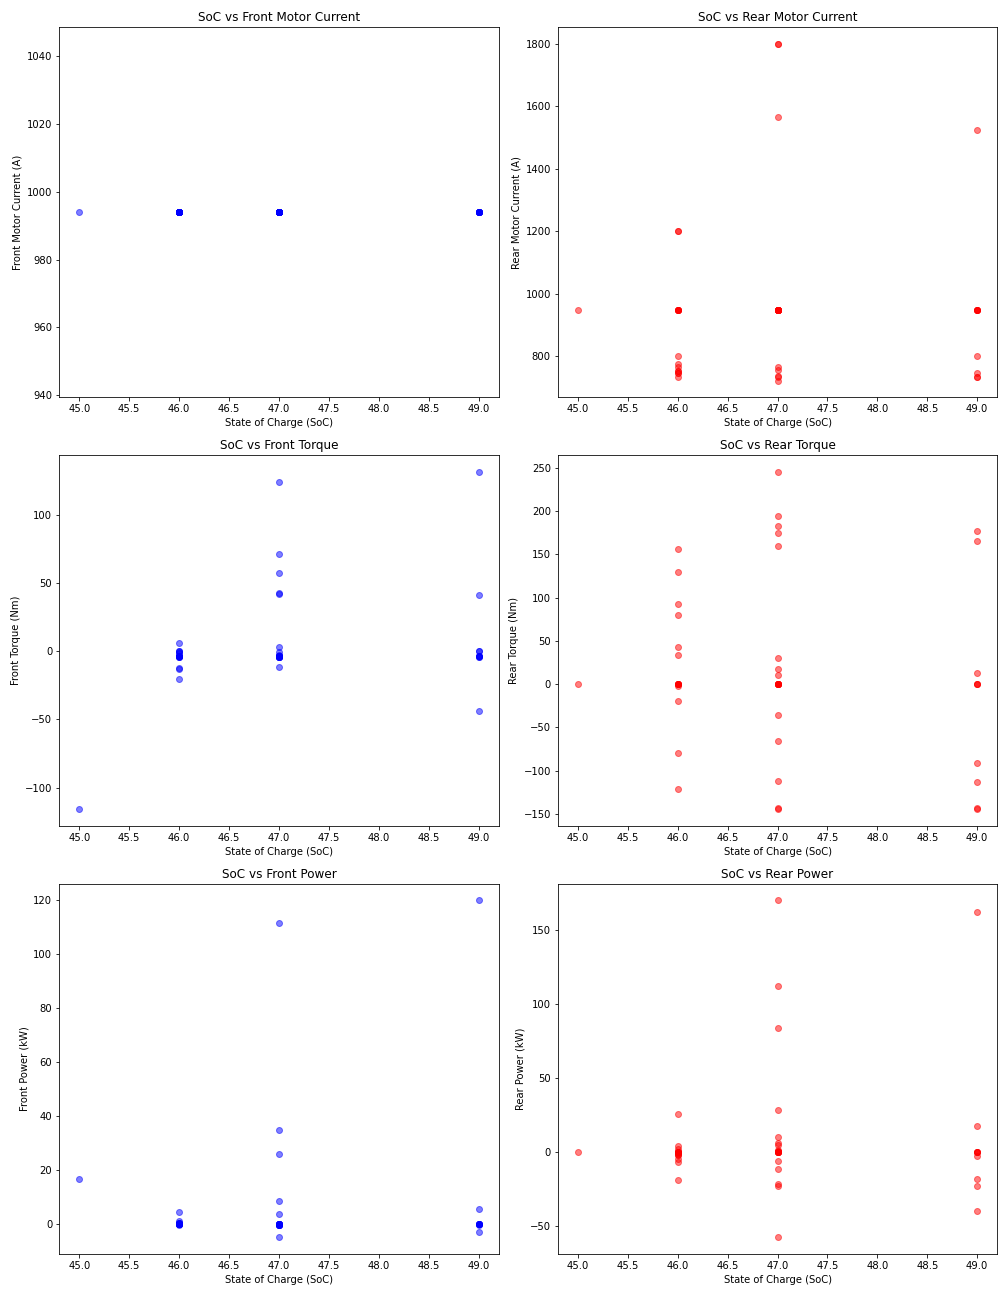 SoC vs Front Motor Current
Front Motor Current (A)
1040
1020
1000
980
960
940
45.0 45.5 46.0 46.5 47.0 47.5 48.0 48.5 49.0
State of Charge (SoC)
SoC vs Rear Motor Current
Rear Motor Current (A)
1800
1600
1400
1200
1000
800
45.0 45.5 46.0 46.5 47.0 47.5 48.0 48.5 49.0
State of Charge (SoC)
SoC vs Front Torque
Front Torque (Nm)
100
50
0
−50
−100
45.0 45.5 46.0 46.5 47.0 47.5 48.0 48.5 49.0
State of Charge (SoC)
SoC vs Rear Torque
Rear Torque (Nm)
250
200
150
100
50
0
−50
−100
−150
45.0 45.5 46.0 46.5 47.0 47.5 48.0 48.5 49.0
State of Charge (SoC)
SoC vs Front Power
Front Power (kW)
120
100
80
60
40
20
0
45.0 45.5 46.0 46.5 47.0 47.5 48.0 48.5 49.0
State of Charge (SoC)
SoC vs Rear Power
Rear Power (kW)
150
100
50
0
−50
45.0 45.5 46.0 46.5 47.0 47.5 48.0 48.5 49.0
State of Charge (SoC)